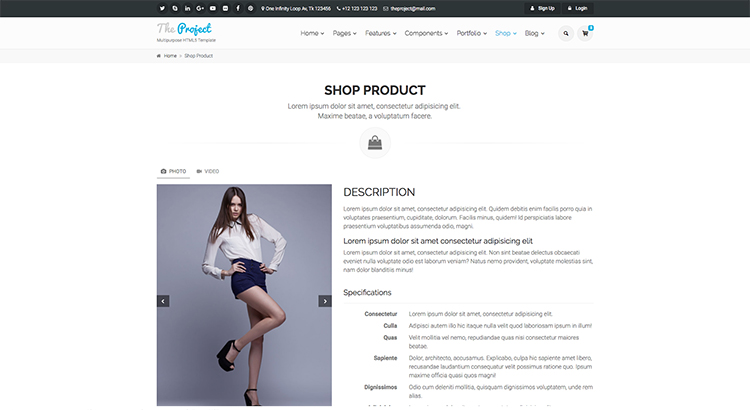 One Infinity Loop Av, Tk 123456 +12 123 123 123 theproject@mail.com Sign Up Login
The Project
Multipurpose HTML5 Template
Home Pages Features Components Portfolio Shop Blog
Home > Shop Product
SHOP PRODUCT
Lorem ipsum dolor sit amet, consectetur adipisicing elit.
Maxime beatae, a voluptatum facere.
PHOTO VIDEO
DESCRIPTION
Lorem ipsum dolor sit amet, consectetur adipisicing elit. Quidem debitis enim earum explicabo facilis porro quia in
voluptates praesentium, cupiditate, dolorum. Facilis minus, quidem! Id perspiciatis labore
praesentium voluptatibus assumenda odio, magni.
Lorem ipsum dolor sit amet consectetur adipisicing elit
Lorem ipsum dolor sit amet, consectetur adipisicing elit. Non sint beatae delectus obcaecati
eveniet nulla voluptate odio est laborum veniam? Natus nemo provident, voluptate molestias sint,
nam dolor blanditiis minus!
Specifications
Consectetur Lorem ipsum dolor sit amet, consectetur adipisicing elit.
Culla Adipisci autem illo hic itaque nulla velit quod laboriosam ipsum in illum!
Quas Velit mollitia vel nemo, repudiandae quas nisi consectetur maiores
beatae.
Sapiente Dolor, architecto, accusamus. Explicabo, culpa hic sapiente amet libero,
recusandae laudantium consequatur velit possimus ratione quo. Ipsum
maxime officia quasi quos magni!
Dignissimos Odio cum deleniti mollitia, quisquam dignissimos voluptatum, unde rem
alias.